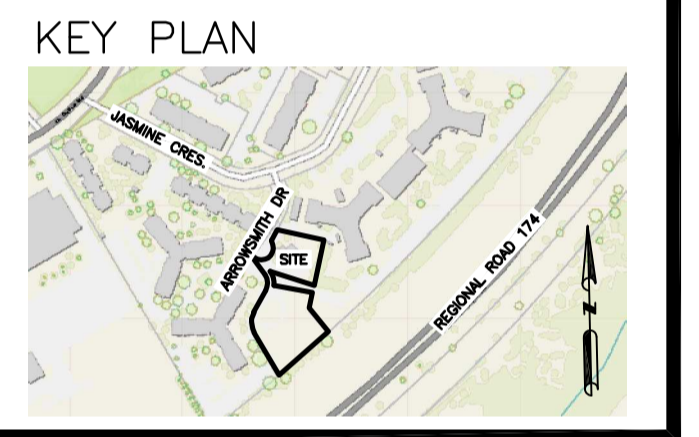 KEY PLAN
JASMINE CRES.
ARROWSMITH DR
SITE
REGIONAL ROAD 174
N